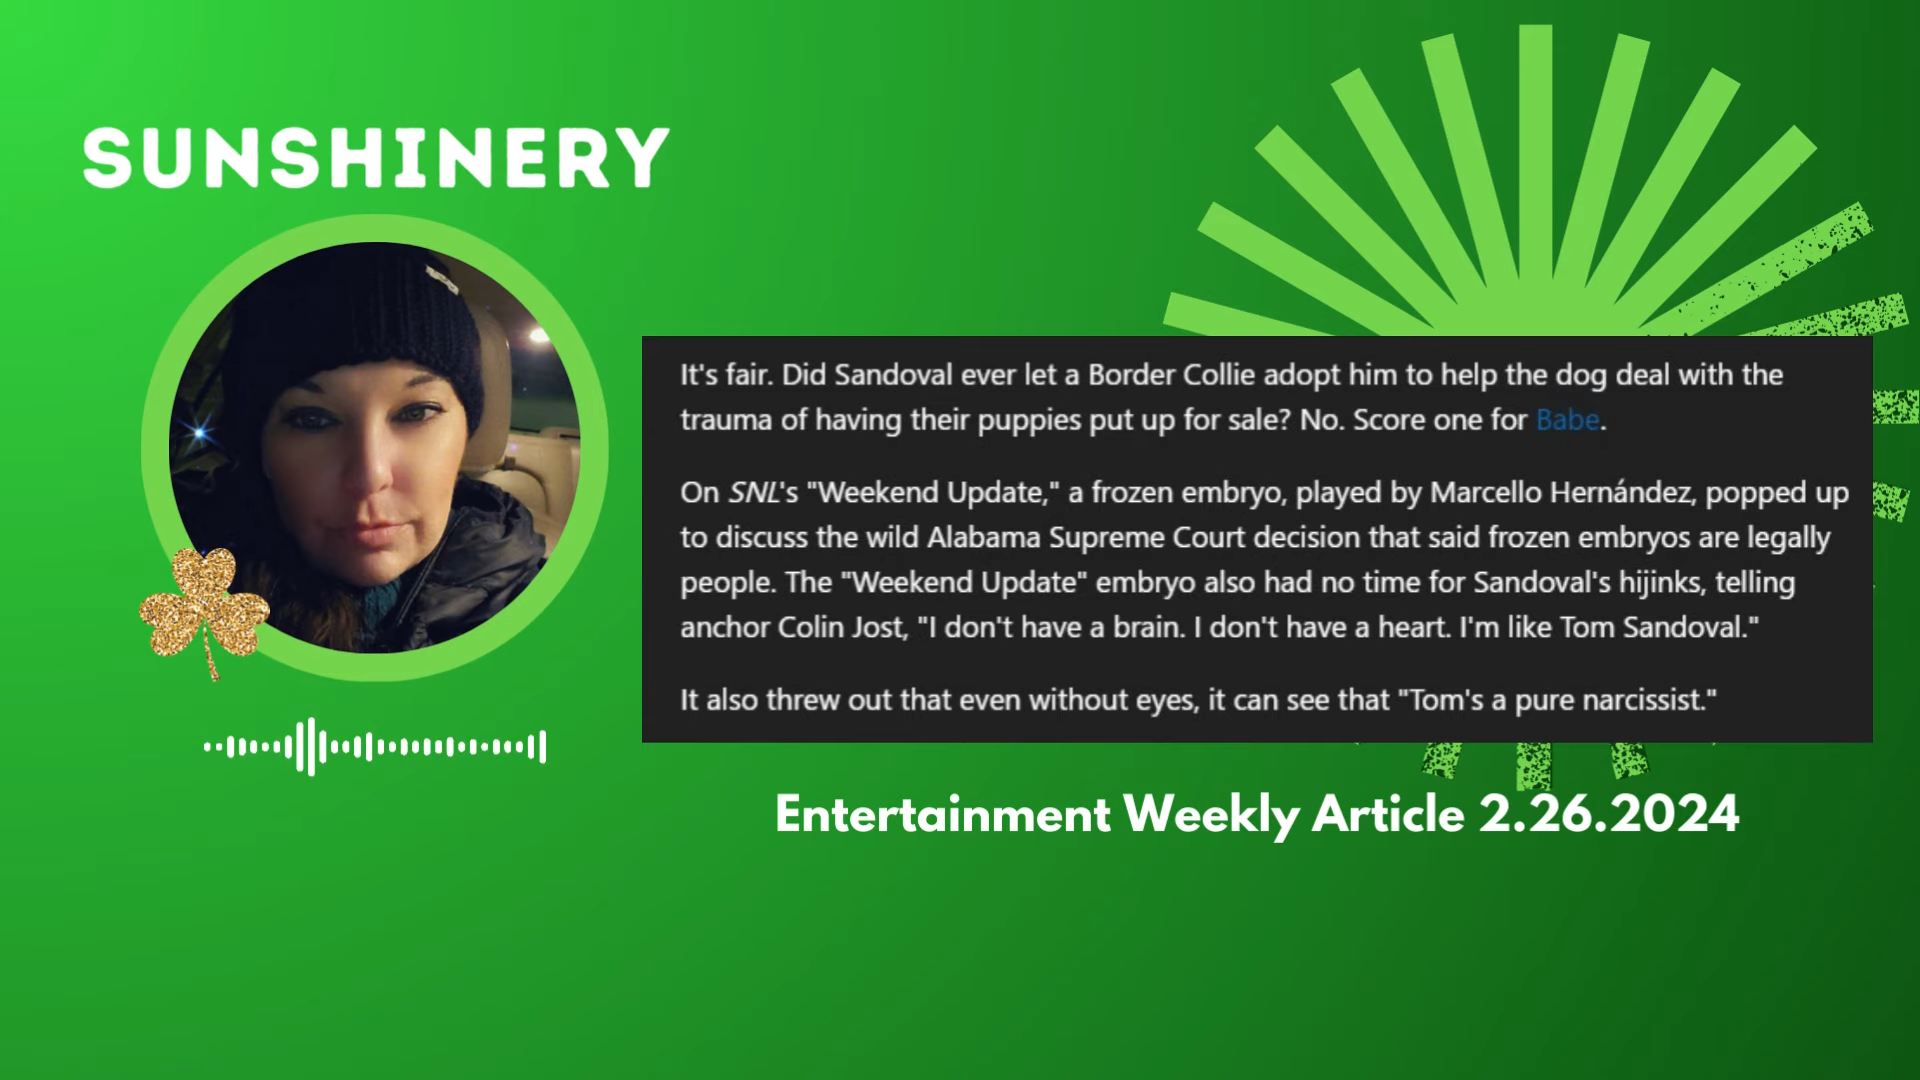 SUNSHINERY
It's fair. Did Sandoval ever let a Border Collie adopt him to help the dog deal with the
trauma of having their puppies put up for sale? No. Score one for Babe.
On SNL's "Weekend Update," a frozen embryo, played by Marcello Hernández, popped up
to discuss the wild Alabama Supreme Court decision that said frozen embryos are legally
people. The "Weekend Update" embryo also had no time for Sandoval's hijinks, telling
anchor Colin Jost, "I don't have a brain. I don't have a heart. I'm like Tom Sandoval."
It also threw out that even without eyes, it can see that "Tom's a pure narcissist."
Entertainment Weekly Article 2.26.2024